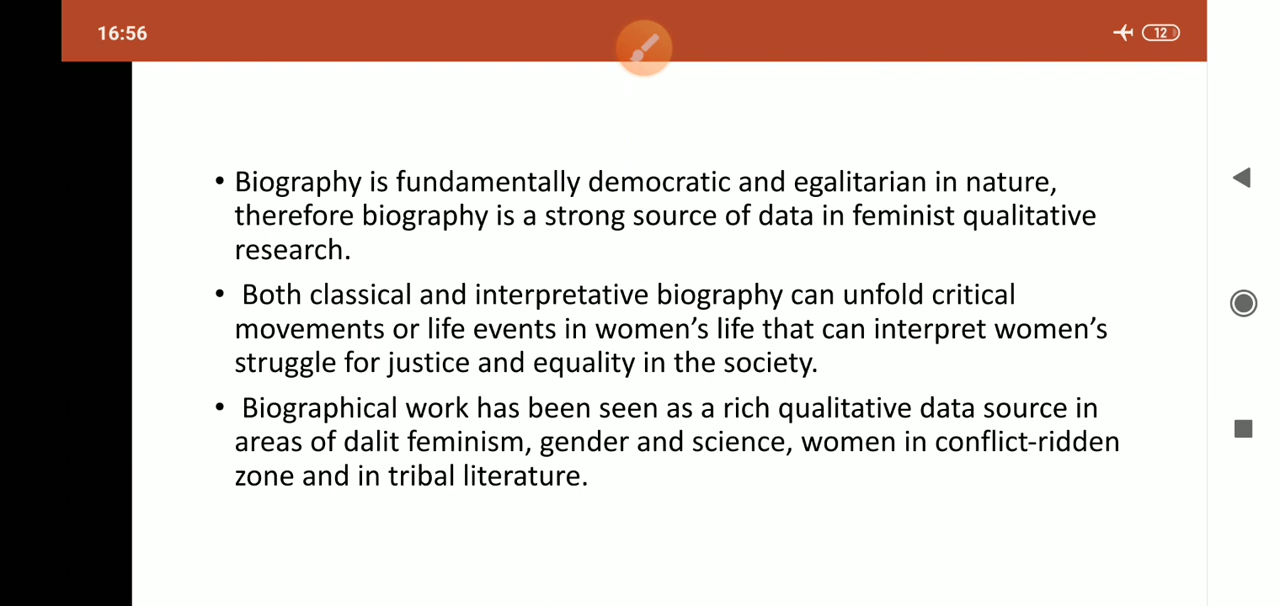 16:56
12
• Biography is fundamentally democratic and egalitarian in nature,
therefore biography is a strong source of data in feminist qualitative
research.
• Both classical and interpretative biography can unfold critical
movements or life events in women’s life that can interpret women’s
struggle for justice and equality in the society.
• Biographical work has been seen as a rich qualitative data source in
areas of dalit feminism, gender and science, women in conflict-ridden
zone and in tribal literature.